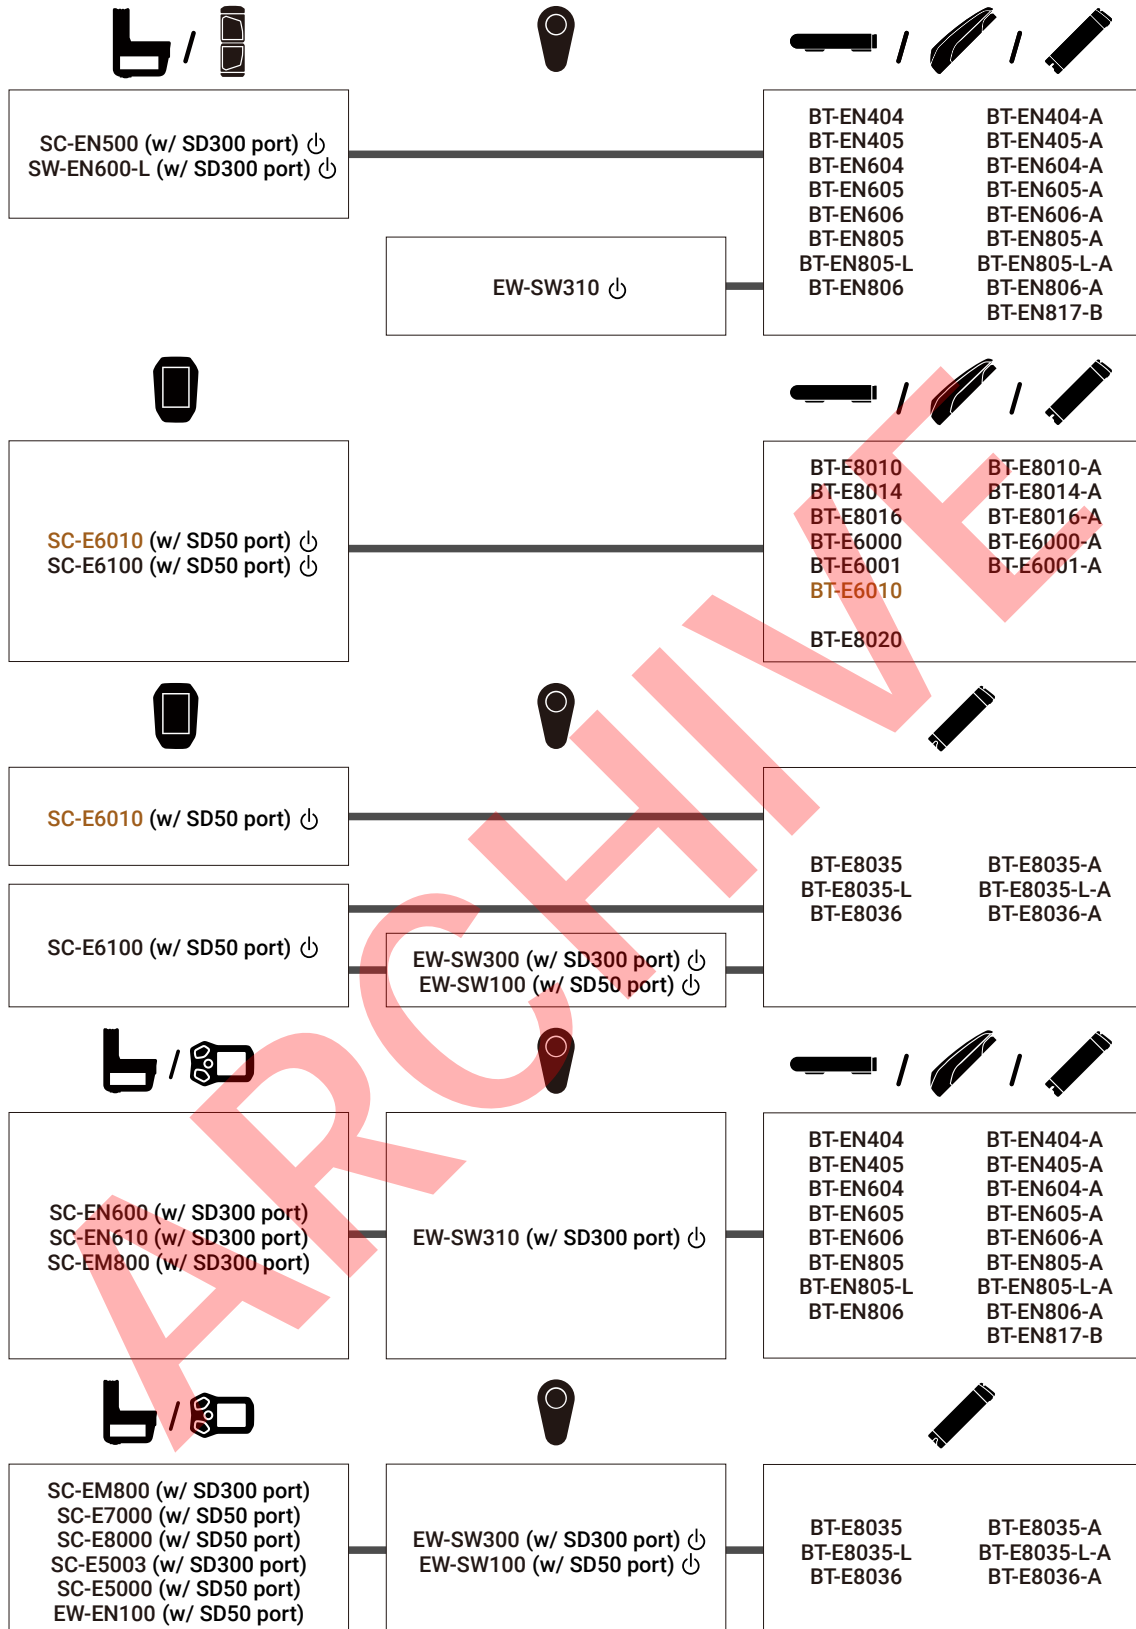 SC-EN500 (w/ SD300 port)
SW-EN600-L (w/ SD300 port)
EW-SW310
BT-EN404 BT-EN404-A
BT-EN405 BT-EN405-A
BT-EN604 BT-EN604-A
BT-EN605 BT-EN605-A
BT-EN606 BT-EN606-A
BT-EN805 BT-EN805-A
BT-EN805-L BT-EN805-L-A
BT-EN806 BT-EN806-A
BT-EN817-B
SC-E6010 (w/ SD50 port)
SC-E6100 (w/ SD50 port)
BT-E8010 BT-E8010-A
BT-E8014 BT-E8014-A
BT-E8016 BT-E8016-A
BT-E6000 BT-E6000-A
BT-E6001 BT-E6001-A
BT-E6010
BT-E8020
SC-E6010 (w/ SD50 port)
SC-E6100 (w/ SD50 port)
EW-SW300 (w/ SD300 port)
EW-SW100 (w/ SD50 port)
BT-E8035 BT-E8035-A
BT-E8035-L BT-E8035-L-A
BT-E8036 BT-E8036-A
SC-EN600 (w/ SD300 port)
SC-EN610 (w/ SD300 port)
SC-EM800 (w/ SD300 port)
EW-SW310 (w/ SD300 port)
BT-EN404 BT-EN404-A
BT-EN405 BT-EN405-A
BT-EN604 BT-EN604-A
BT-EN605 BT-EN605-A
BT-EN606 BT-EN606-A
BT-EN805 BT-EN805-A
BT-EN805-L BT-EN805-L-A
BT-EN806 BT-EN806-A
BT-EN817-B
SC-EM800 (w/ SD300 port)
SC-E7000 (w/ SD50 port)
SC-E8000 (w/ SD50 port)
SC-E5003 (w/ SD300 port)
SC-E5000 (w/ SD50 port)
EW-EN100 (w/ SD50 port)
EW-SW300 (w/ SD300 port)
EW-SW100 (w/ SD50 port)
BT-E8035 BT-E8035-A
BT-E8035-L BT-E8035-L-A
BT-E8036 BT-E8036-A
ARCHIVE